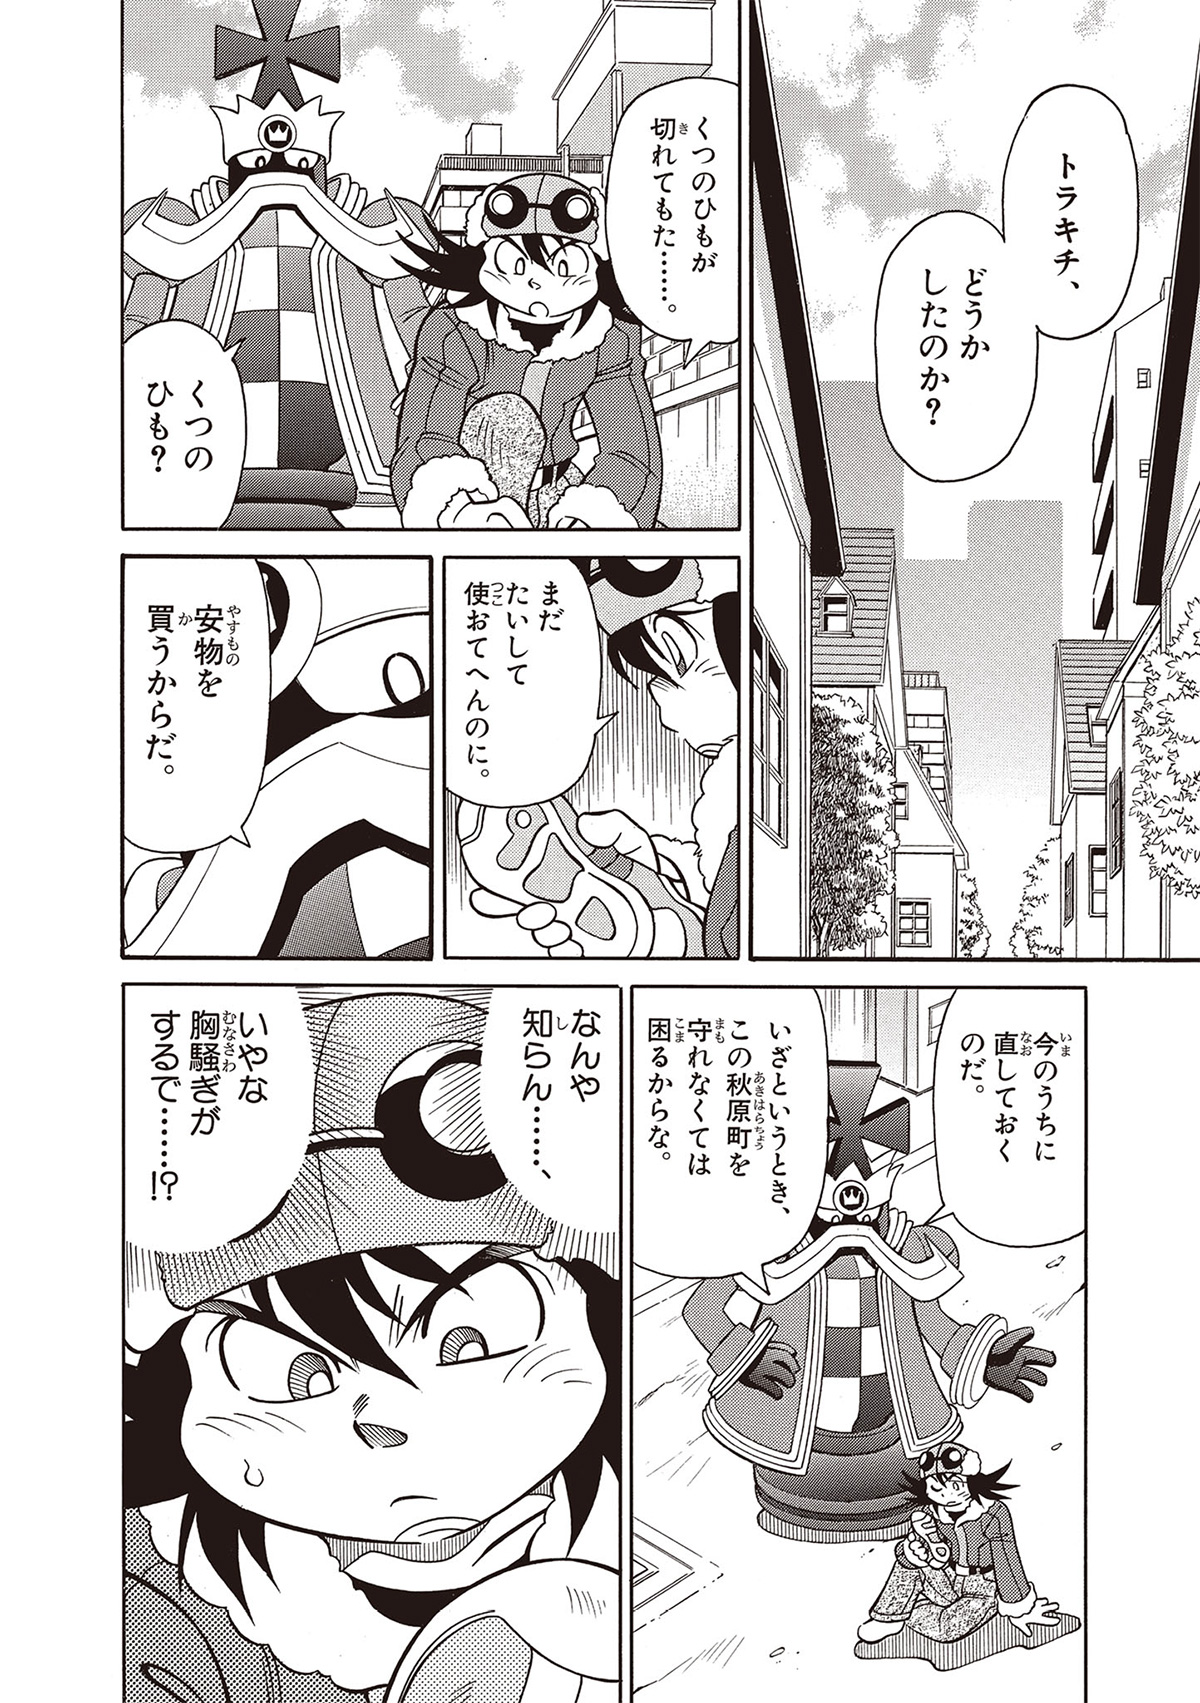 トラキチ、
どうか
したのか?
くつのひもが
切れてもた……。
くつの
ひも?
まだ
たいして
使おてへんのに。
安物を
買うからだ。
今のうちに
直しておく
のだ。
いざというとき、
この秋原町を
守れなくては
困るからな。
なんや
知らん……、
いやな
胸騒ぎが
するで……!?